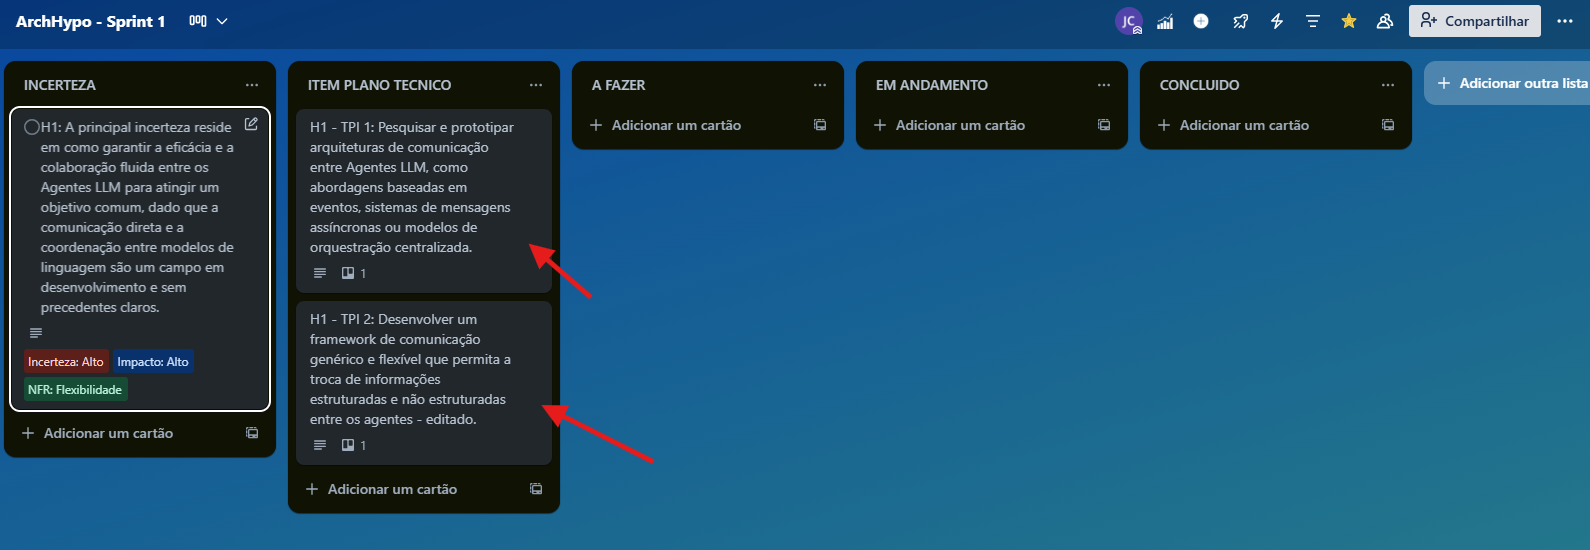 ArchHypo - Sprint 1
JC
Compartilhar
INCERTEZA
H1: A principal incerteza reside
em como garantir a eficácia e a
colaboração fluida entre os
Agentes LLM para atingir um
objetivo comum, dado que a
comunicação direta e a
coordenação entre modelos de
linguagem são um campo em
desenvolvimento e sem
precedentes claros.
Incerteza: Alto
Impacto: Alto
NFR: Flexibilidade
Adicionar um cartão
ITEM PLANO TECNICO
H1 - TPI 1: Pesquisar e prototipar
arquiteturas de comunicação
entre Agentes LLM, como
abordagens baseadas em
eventos, sistemas de mensagens
assíncronas ou modelos de
orquestração centralizada.
1
H1 - TPI 2: Desenvolver um
framework de comunicação
genérico e flexível que permita a
troca de informações
estruturadas e não estruturadas
entre os agentes - editado.
1
Adicionar um cartão
A FAZER
Adicionar um cartão
EM ANDAMENTO
Adicionar um cartão
CONCLUIDO
Adicionar um cartão
Adicionar outra lista